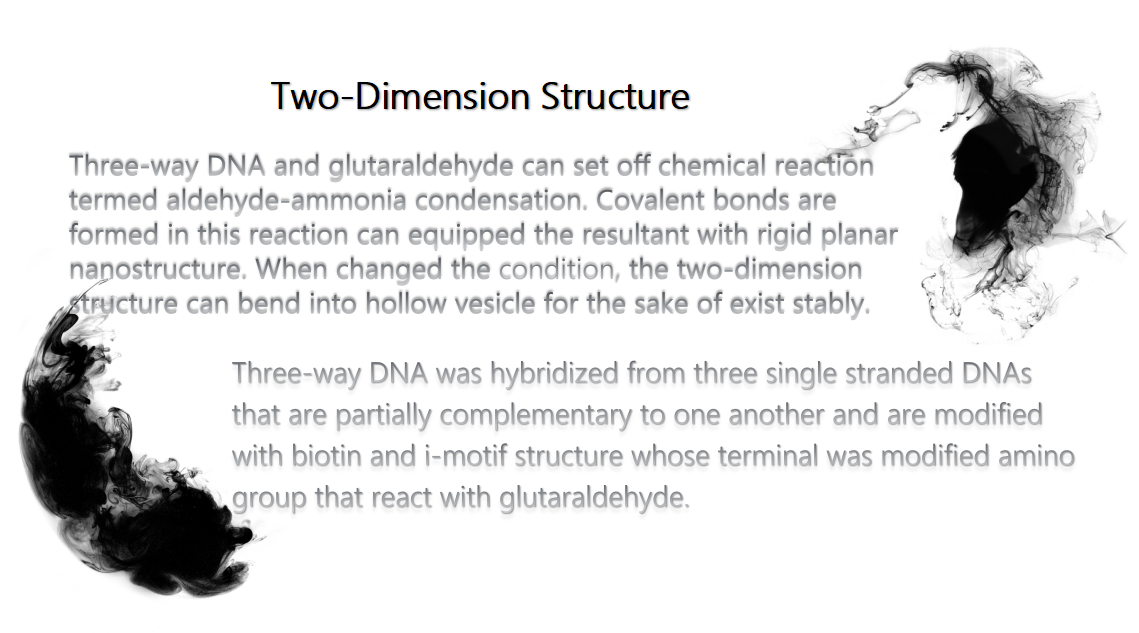 Two-Dimension Structure
Three-way DNA and glutaraldehyde can set off chemical reaction
termed aldehyde-ammonia condensation. Covalent bonds are
formed in this reaction can equipped the resultant with rigid planar
nanostructure. When changed the condition, the two-dimension
structure can bend into hollow vesicle for the sake of exist stably.
Three-way DNA was hybridized from three single stranded DNAs
that are partially complementary to one another and are modified
with biotin and i-motif structure whose terminal was modified amino
group that react with glutaraldehyde.